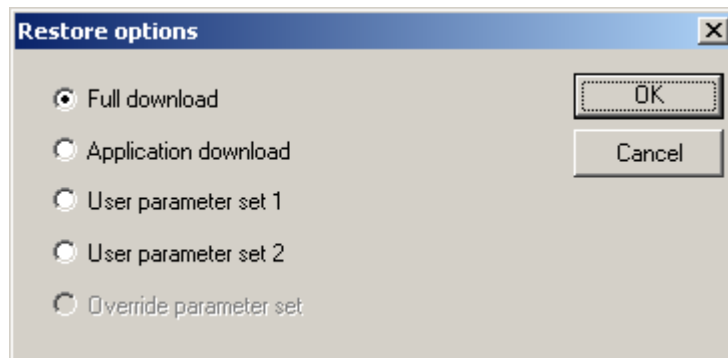 Restore options
Full download
OK
Application download
Cancel
User parameter set 1
User parameter set 2
Override parameter set